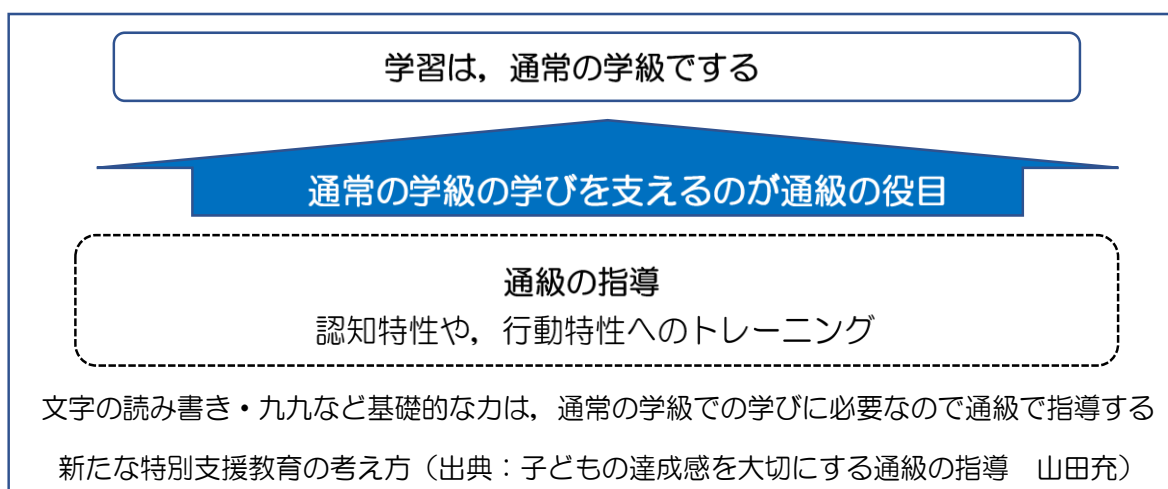 学習は，通常の学級でする
通常の学級の学びを支えるのが通級の役目
通級の指導
認知特性や，行動特性へのトレーニング
文字の読み書き・九九など基礎的な力は，通常の学級での学びに必要なので通級で指導する
新たな特別支援教育の考え方（出典：子どもの達成感を大切にする通級の指導　山田充）